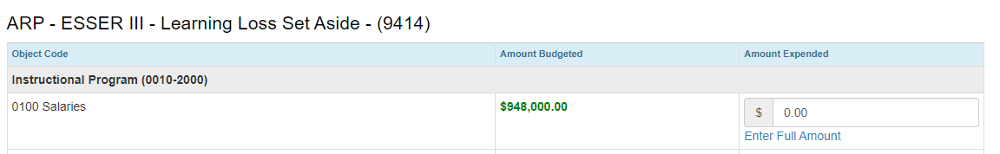 ARP - ESSER III - Learning Loss Set Aside - (9414)
Object Code Amount Budgeted Amount Expended
Instructional Program (0010-2000)
0100 Salaries $948,000.00 $ 0.00
Enter Full Amount